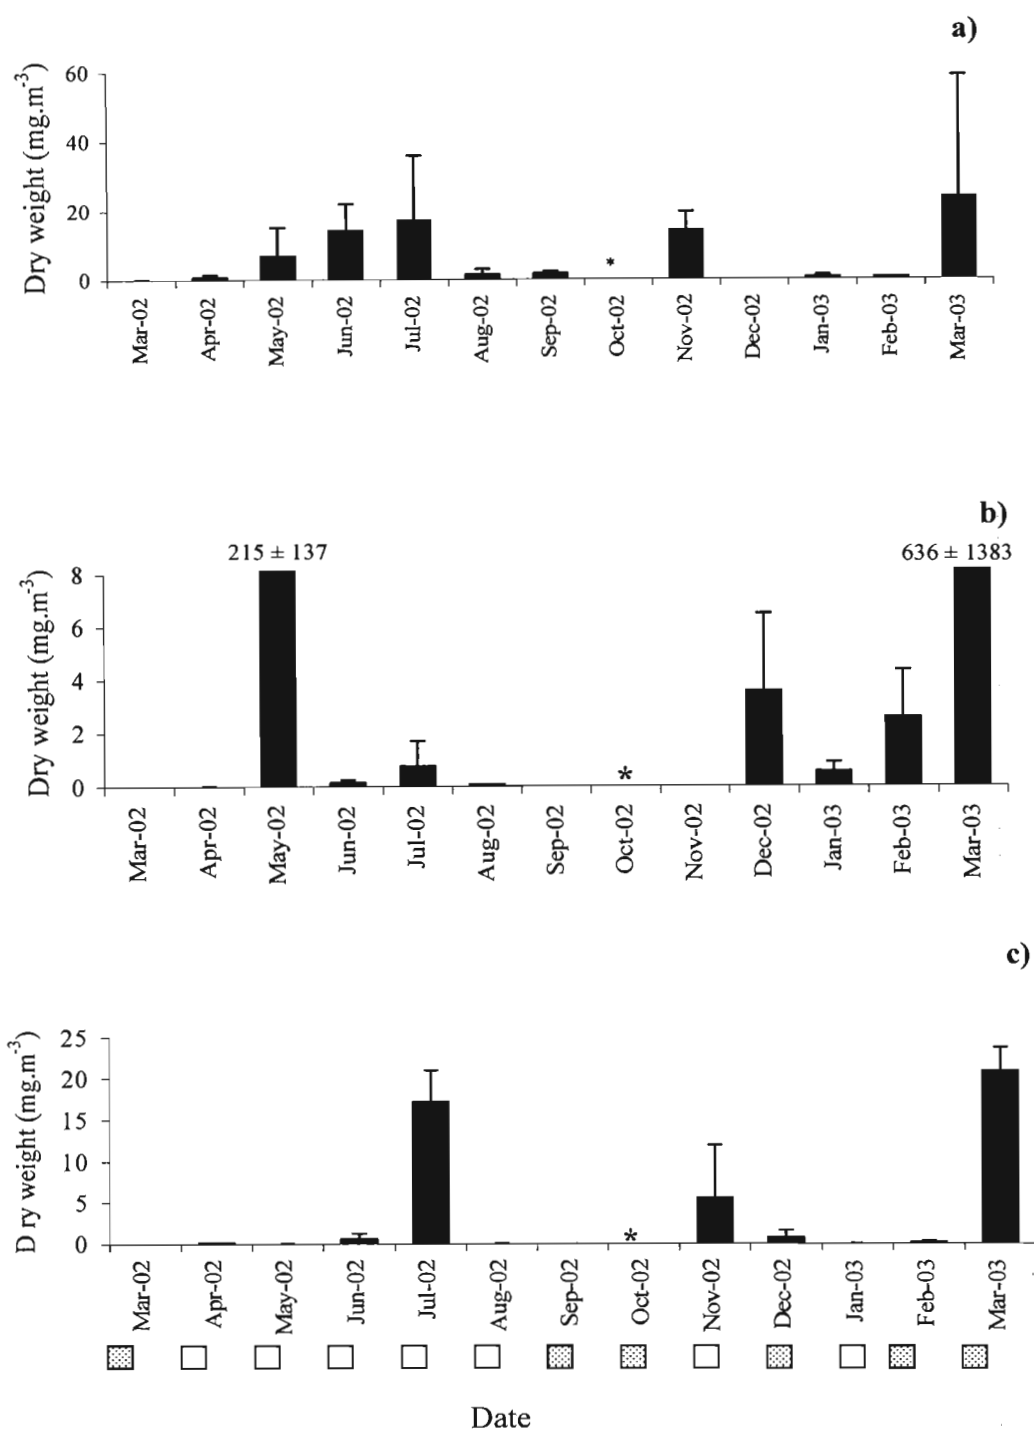 a)
Dry weight (mg.m-3)
60
40
20
0
*
Mar-02 Apr-02 May-02 Jun-02 Jul-02 Aug-02 Sep-02 Oct-02 Nov-02 Dec-02 Jan-03 Feb-03 Mar-03
b)
215 ± 137 636 ± 1383
Dry weight (mg.m-3)
8
6
4
2
0
*
Mar-02 Apr-02 May-02 Jun-02 Jul-02 Aug-02 Sep-02 Oct-02 Nov-02 Dec-02 Jan-03 Feb-03 Mar-03
c)
Dry weight (mg.m-3)
25
20
15
10
5
0
*
Mar-02 Apr-02 May-02 Jun-02 Jul-02 Aug-02 Sep-02 Oct-02 Nov-02 Dec-02 Jan-03 Feb-03 Mar-03
Date